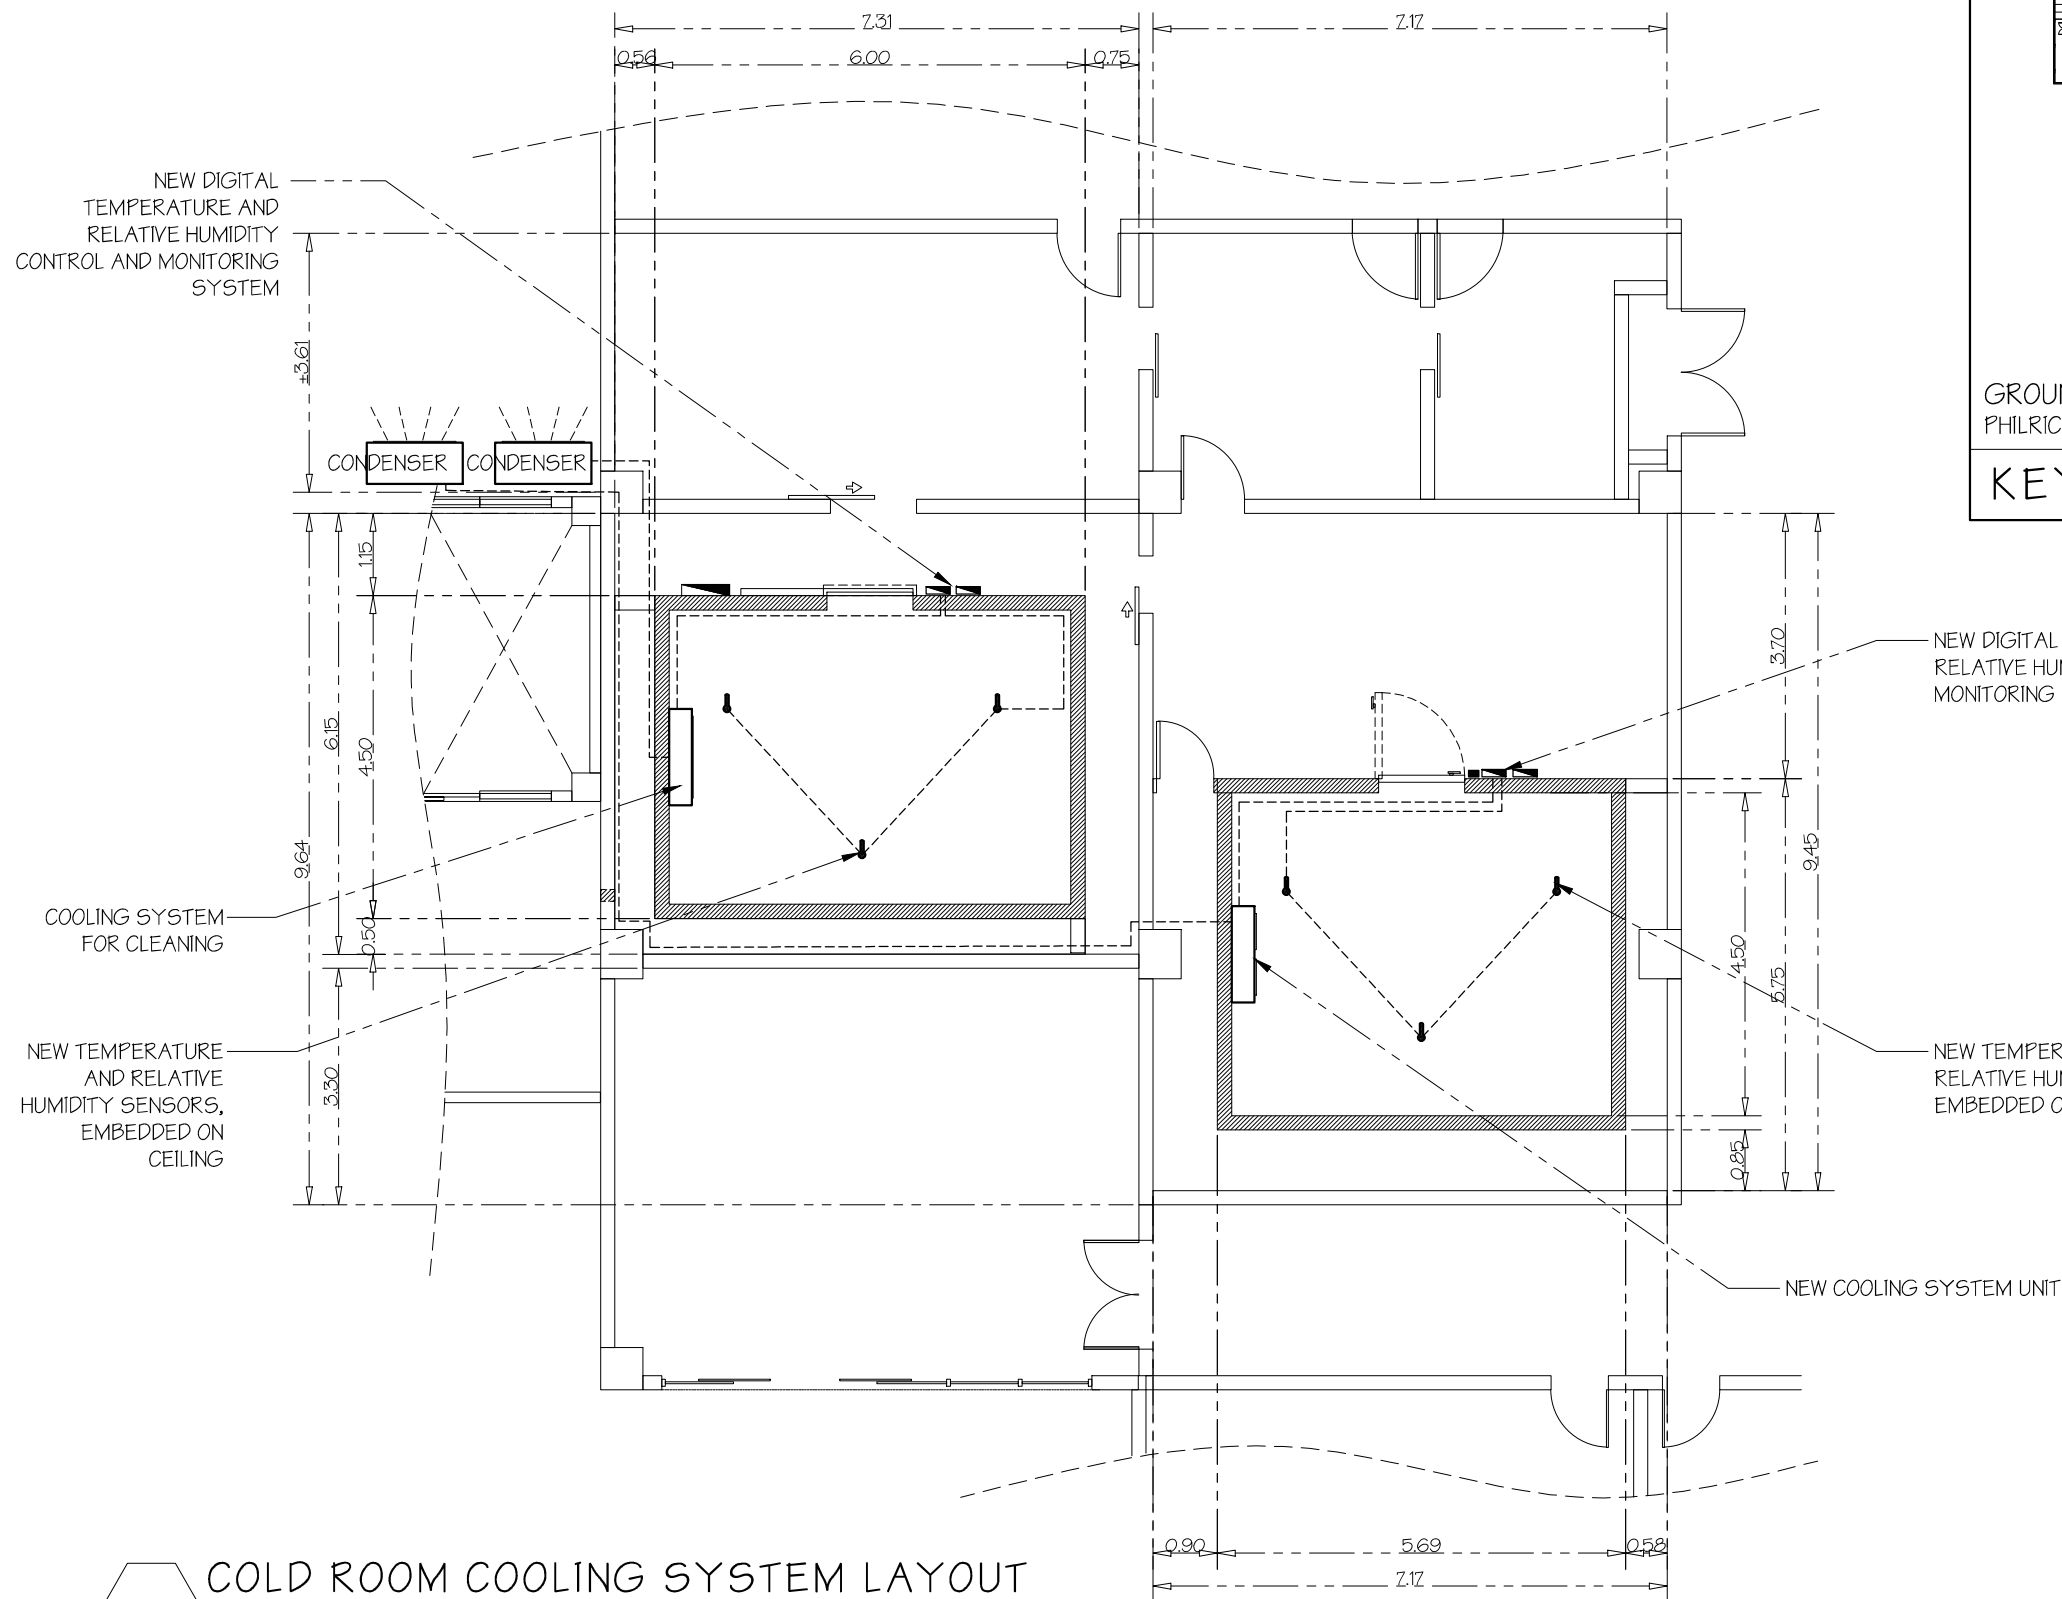 7.31
7.17
0.56
6.00
0.75
NEW DIGITAL
TEMPERATURE AND
RELATIVE HUMIDITY
CONTROL AND MONITORING
SYSTEM
±3.61
CONDENSER
CONDENSER
GROUN
PHILRIC
KEY
1.15
6.15
4.50
9.64
0.50
3.30
3.70
9.45
4.50
5.75
0.85
NEW DIGITAL
RELATIVE HUM
MONITORING
COOLING SYSTEM
FOR CLEANING
NEW TEMPERATURE
AND RELATIVE
HUMIDITY SENSORS,
EMBEDDED ON
CEILING
NEW TEMPER
RELATIVE HUM
EMBEDDED O
NEW COOLING SYSTEM UNIT
0.90
5.69
0.58
7.17
COLD ROOM COOLING SYSTEM LAYOUT